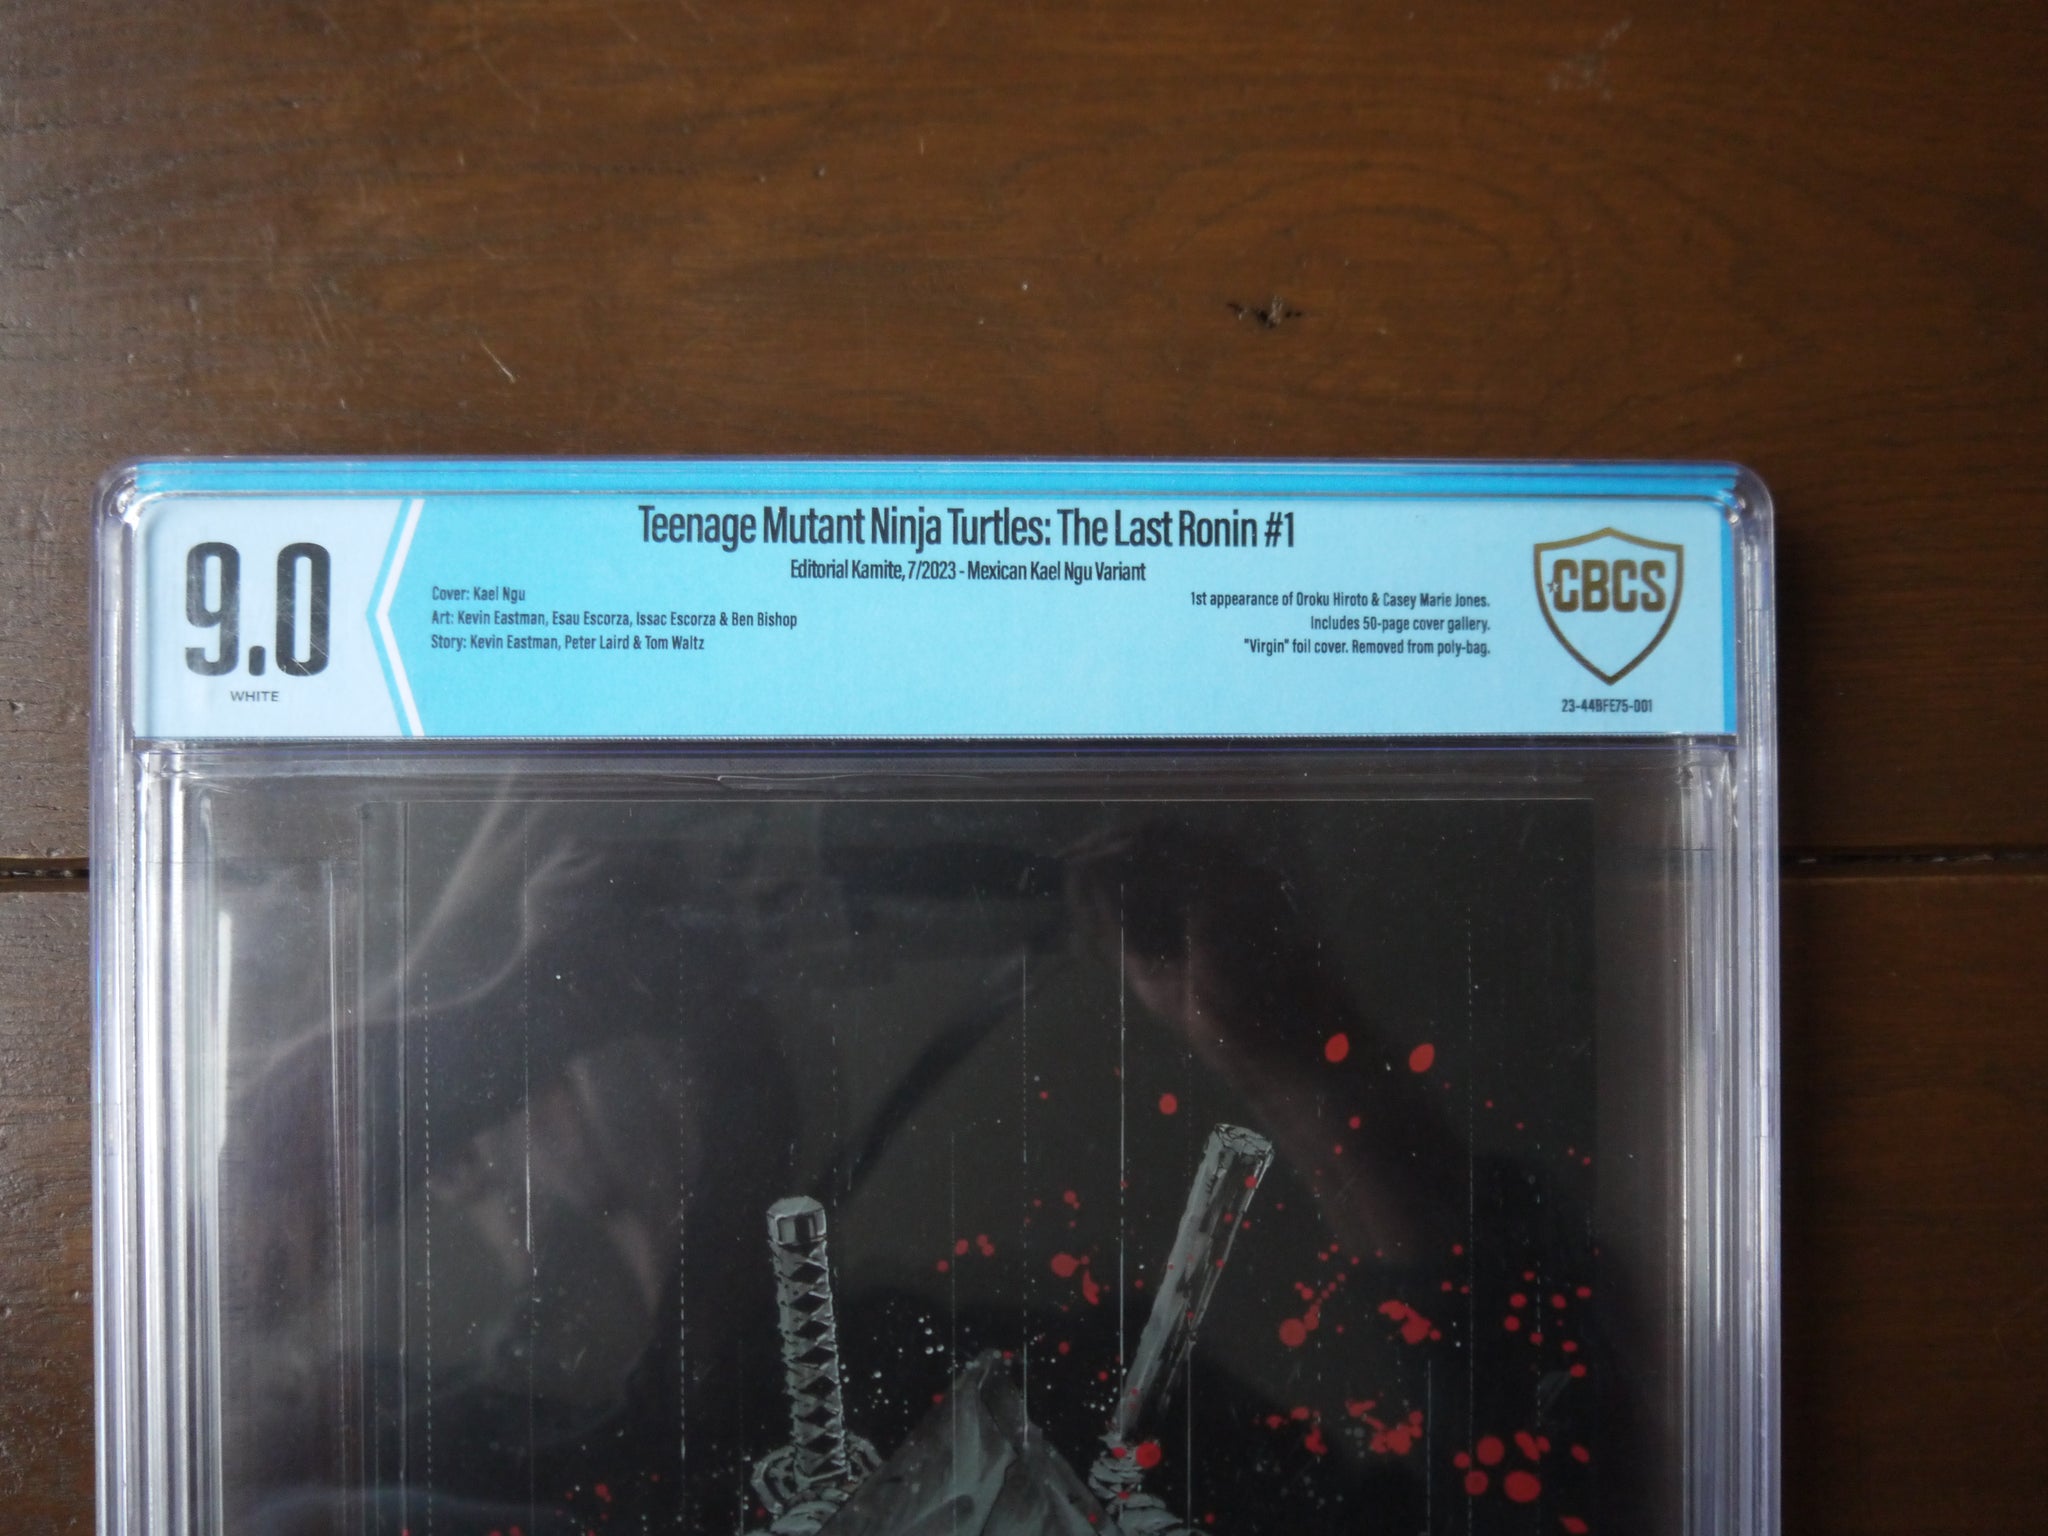 9.0
WHITE
Teenage Mutant Ninja Turtles: The Last Ronin #1
Editorial Kamite, 7/2023 - Mexican Kael Ngu Variant
Cover: Kael Ngu
Art: Kevin Eastman, Esau Escorza, Issac Escorza & Ben Bishop
Story: Kevin Eastman, Peter Laird & Tom Waltz
1st appearance of Oroku Hiroto & Casey Marie Jones.
Includes 50-page cover gallery.
"Virgin" foil cover. Removed from poly-bag.
CBCS
23-44BFE75-001